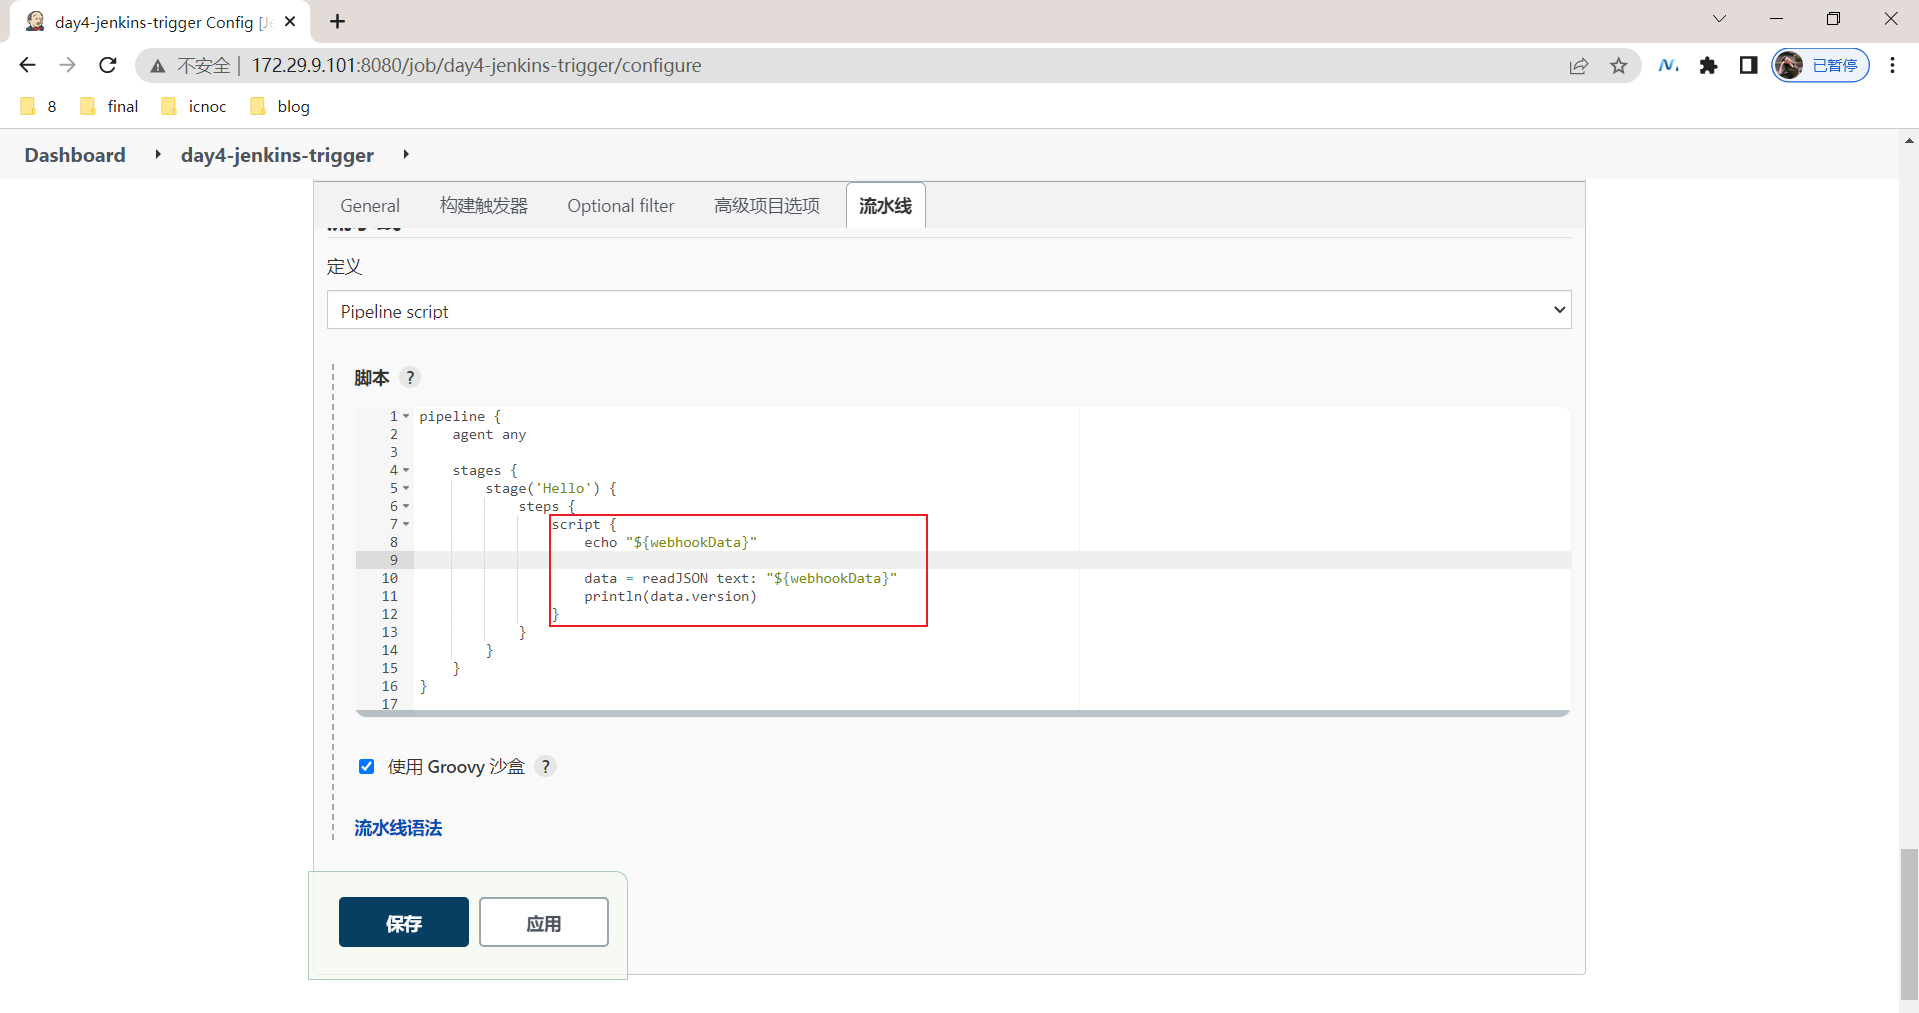 day4-jenkins-trigger Config [Je
不安全 | 172.29.9.101:8080/job/day4-jenkins-trigger/configure
已暂停
8 final icnoc blog
Dashboard day4-jenkins-trigger
General 构建触发器 Optional filter 高级项目选项 流水线
定义
Pipeline script
脚本 ?
1 pipeline {
2 agent any
3
4 stages {
5 stage('Hello') {
6 steps {
7 script {
8 echo "${webhookData}"
9
10 data = readJSON text: "${webhookData}"
11 println(data.version)
12 }
13 }
14 }
15 }
16 }
17
使用 Groovy 沙盒 ?
流水线语法
保存 应用